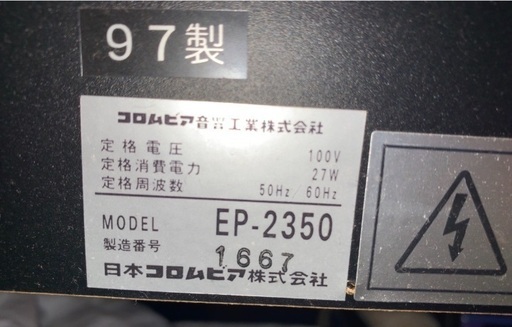 97製
コロムビア音響工業株式会社
定格電圧 100V
定格消費電力 27W
定格周波数 50Hz 60Hz
MODEL EP-2350
製造番号 1667
日本コロムビア株式会社